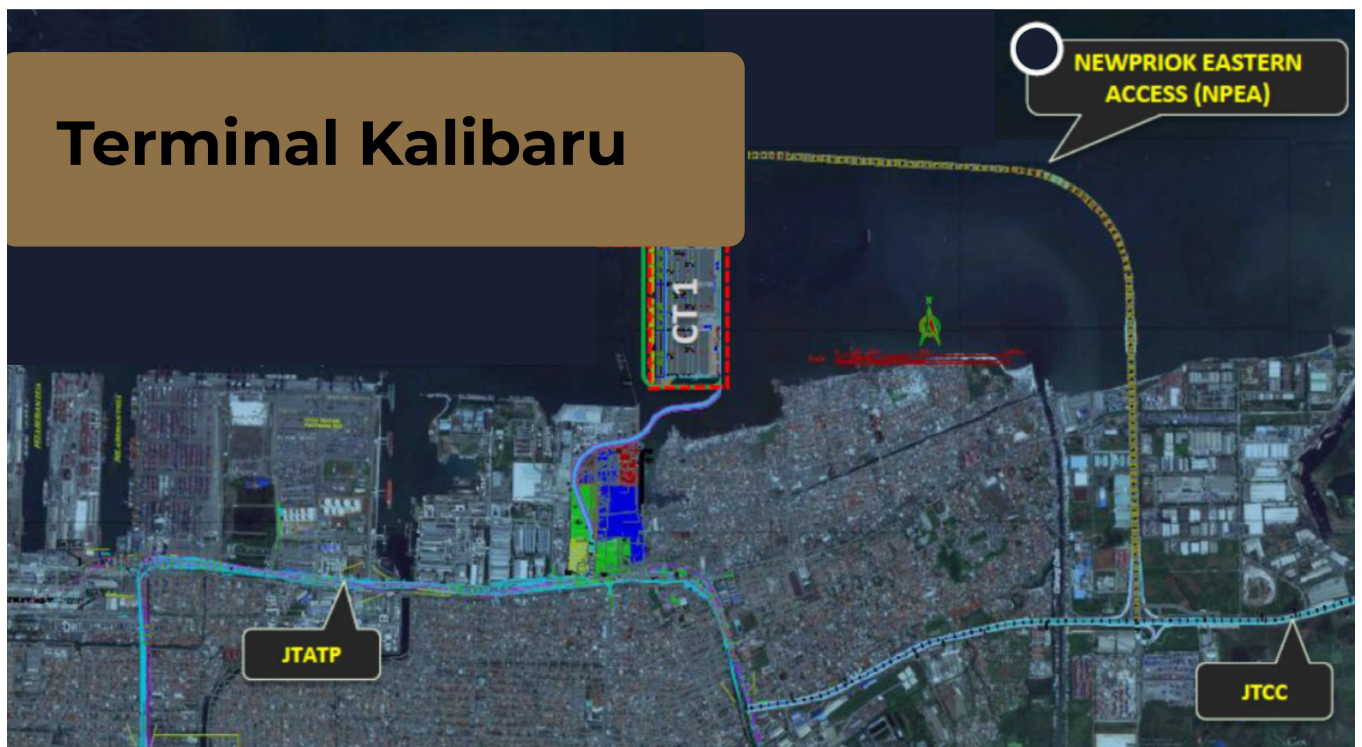 Terminal Kalibaru
NEWPRIOK EASTERN
ACCESS (NPEA)
CT 1
JTATP
JTCC